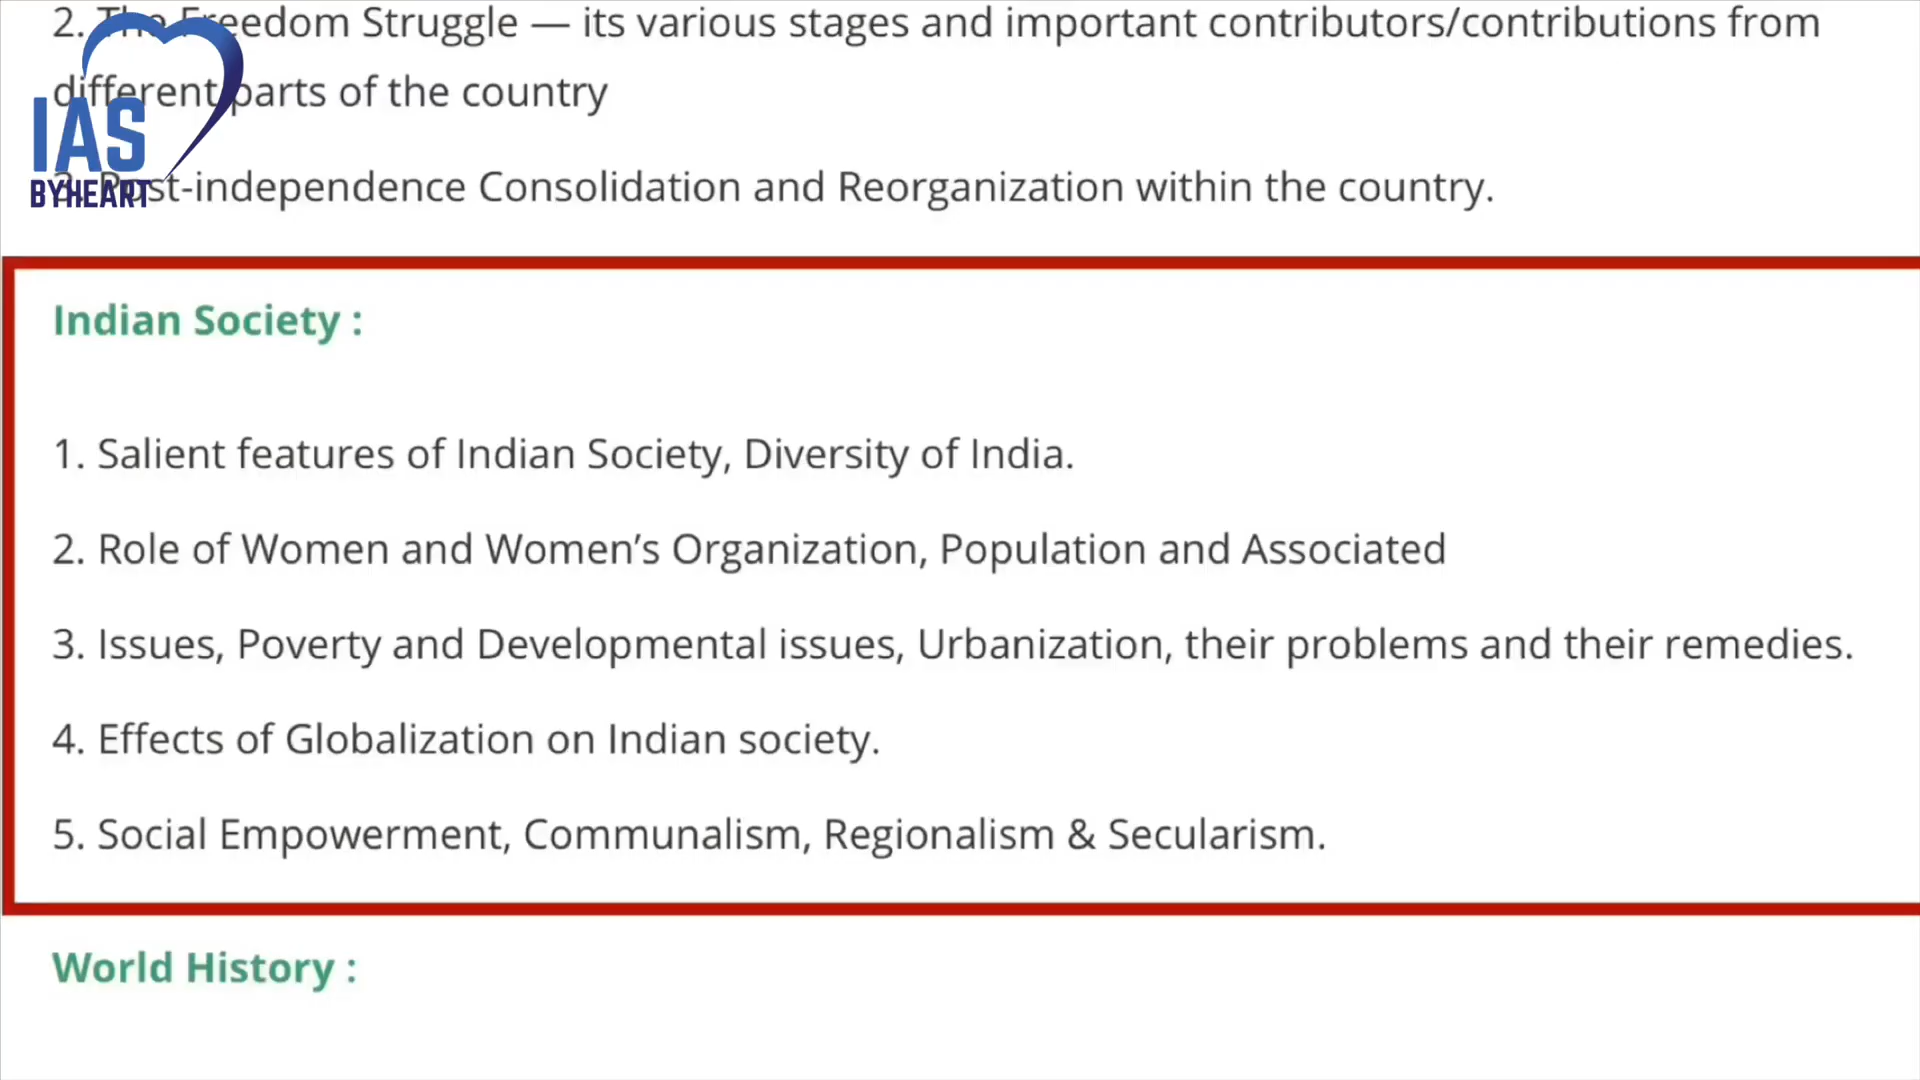 2. The Freedom Struggle — its various stages and important contributors/contributions from
different parts of the country
IAS
BYHEART
3. Post-independence Consolidation and Reorganization within the country.
Indian Society :
1. Salient features of Indian Society, Diversity of India.
2. Role of Women and Women’s Organization, Population and Associated
3. Issues, Poverty and Developmental issues, Urbanization, their problems and their remedies.
4. Effects of Globalization on Indian society.
5. Social Empowerment, Communalism, Regionalism & Secularism.
World History :